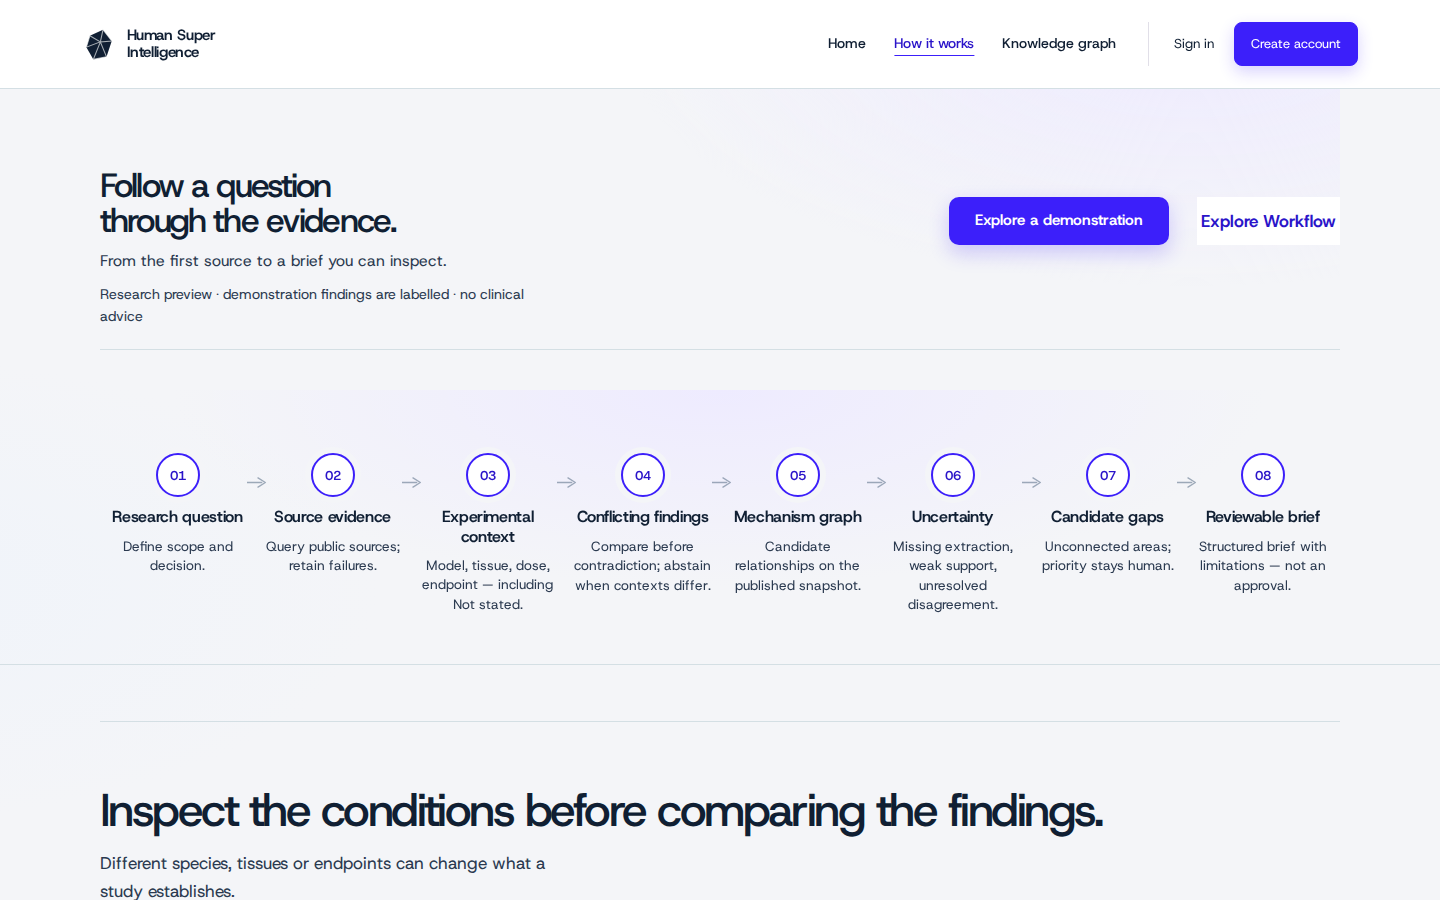 Human Super
Intelligence
Home
How it works
Knowledge graph
Sign in
Create account
Follow a question
through the evidence.
From the first source to a brief you can inspect.
Research preview · demonstration findings are labelled · no clinical
advice
Explore a demonstration
Explore Workflow
01
Research question
Define scope and
decision.
02
Source evidence
Query public sources;
retain failures.
03
Experimental
context
Model, tissue, dose,
endpoint — including
Not stated.
04
Conflicting findings
Compare before
contradiction; abstain
when contexts differ.
05
Mechanism graph
Candidate
relationships on the
published snapshot.
06
Uncertainty
Missing extraction,
weak support,
unresolved
disagreement.
07
Candidate gaps
Unconnected areas;
priority stays human.
08
Reviewable brief
Structured brief with
limitations — not an
approval.
Inspect the conditions before comparing the findings.
Different species, tissues or endpoints can change what a
study establishes.